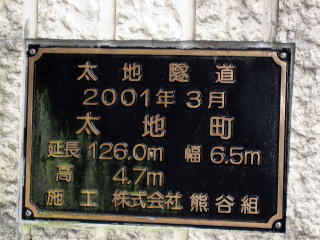 太地隧道
2001年3月
太地町
延長 126.0m 幅 6.5m
高 4.7m
施工 株式会社 熊谷組